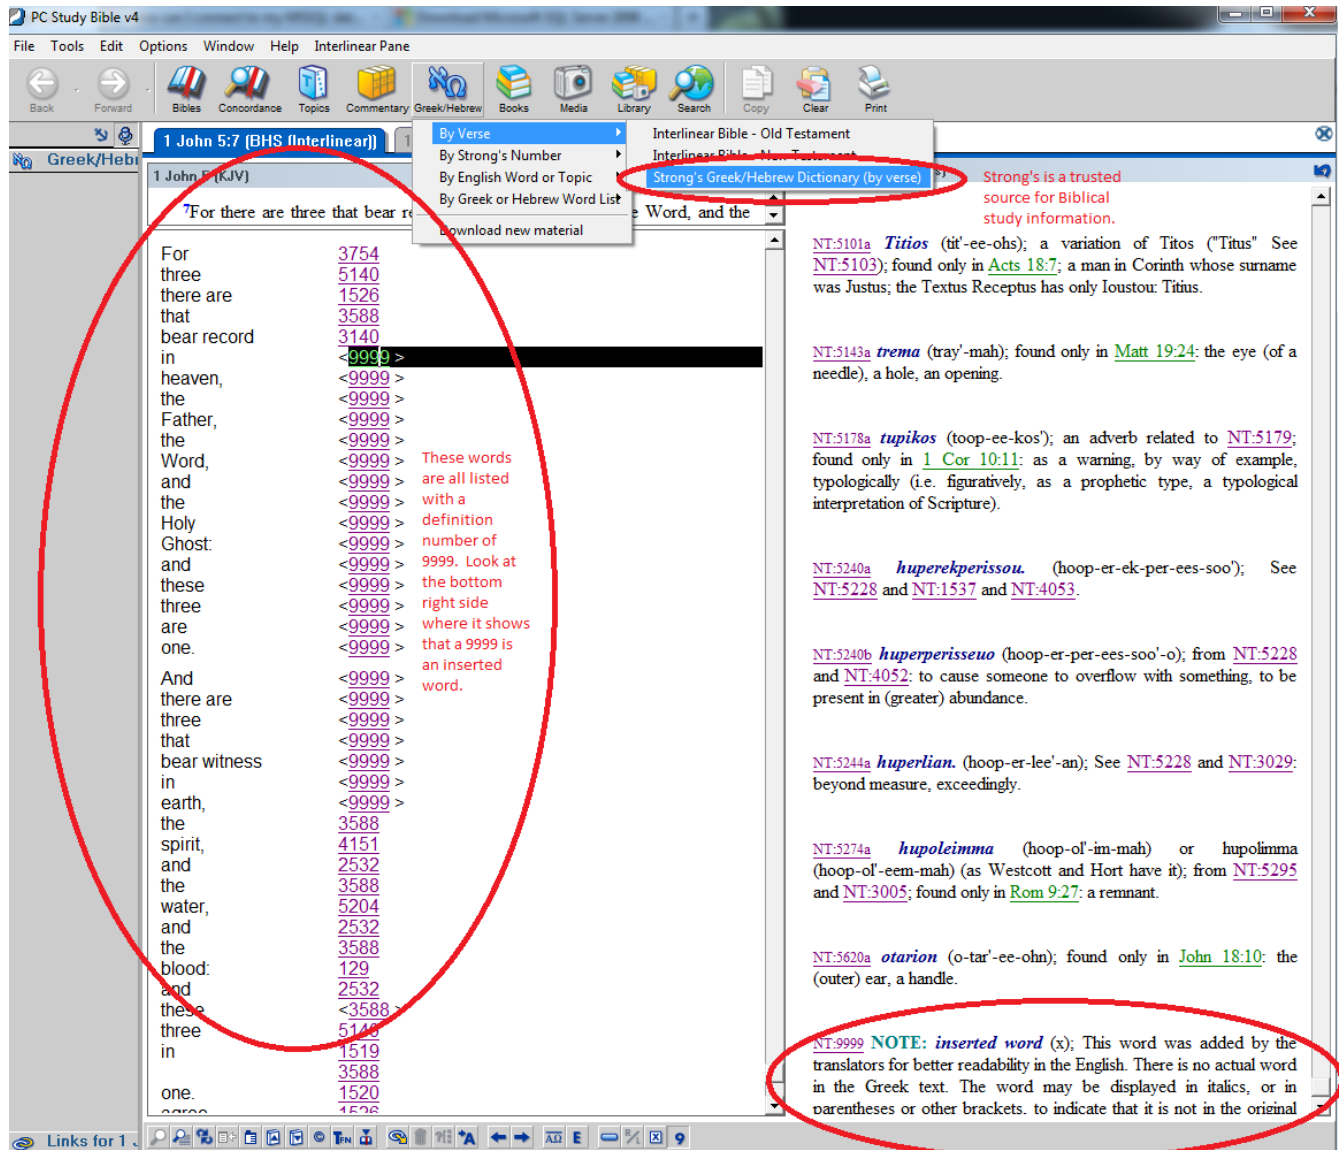 PC Study Bible v4
File Tools Edit Options Window Help Interlinear Pane
Back Forward Bibles Concordance Topics Commentary Greek/Hebrew Books Media Library Search Copy Clear Print
1 John 5:7 (BHS (Interlinear)) 1
Greek/Hebr
By Verse
By Strong's Number
By English Word or Topic
By Greek or Hebrew Word List
Download new material
Interlinear Bible - Old Testament
Interlinear Bible - New Testament
Strong's Greek/Hebrew Dictionary (by verse)
1 John 5 (KJV)
7For there are three that bear re
Word, and the
For 3754
three 5140
there are 1526
that 3588
bear record 3140
in <9999 >
heaven, <9999 >
the <9999 >
Father, <9999 >
the <9999 >
Word, <9999 >
and <9999 >
the <9999 >
Holy <9999 >
Ghost: <9999 >
and <9999 >
these <9999 >
three <9999 >
are <9999 >
one. <9999 >
And <9999 >
there are <9999 >
three <9999 >
that <9999 >
bear witness <9999 >
in <9999 >
earth, <9999 >
the 3588
spirit, 4151
and 2532
the 3588
water, 5204
and 2532
the 3588
blood: 129
and 2532
these <3588 >
three 5140
in 1519
3588
one. 1520
agree 1526
These words
are all listed
with a
definition
number of
9999. Look at
the bottom
right side
where it shows
that a 9999 is
an inserted
word.
Strong's is a trusted
source for Biblical
study information.
NT:5101a Titios (tit'-ee-ohs); a variation of Titos ("Titus" See
NT:5103); found only in Acts 18:7; a man in Corinth whose surname
was Justus; the Textus Receptus has only Ioustou: Titius.
NT:5143a trema (tray'-mah); found only in Matt 19:24: the eye (of a
needle), a hole, an opening.
NT:5178a tupikos (toop-ee-kos'); an adverb related to NT:5179;
found only in 1 Cor 10:11: as a warning, by way of example,
typologically (i.e. figuratively, as a prophetic type, a typological
interpretation of Scripture).
NT:5240a huperekperissou. (hoop-er-ek-per-ees-soo'); See
NT:5228 and NT:1537 and NT:4053.
NT:5240b huperperisseuo (hoop-er-per-ees-soo'-o); from NT:5228
and NT:4052: to cause someone to overflow with something, to be
present in (greater) abundance.
NT:5244a huperlian. (hoop-er-lee'-an); See NT:5228 and NT:3029:
beyond measure, exceedingly.
NT:5274a hupoleimma (hoop-ol'-im-mah) or hupolimma
(hoop-ol'-eem-mah) (as Westcott and Hort have it); from NT:5295
and NT:3005; found only in Rom 9:27: a remnant.
NT:5620a otarion (o-tar'-ee-ohn); found only in John 18:10: the
(outer) ear, a handle.
NT:9999 NOTE: inserted word (x); This word was added by the
translators for better readability in the English. There is no actual word
in the Greek text. The word may be displayed in italics, or in
parentheses or other brackets, to indicate that it is not in the original
Links for 1 J